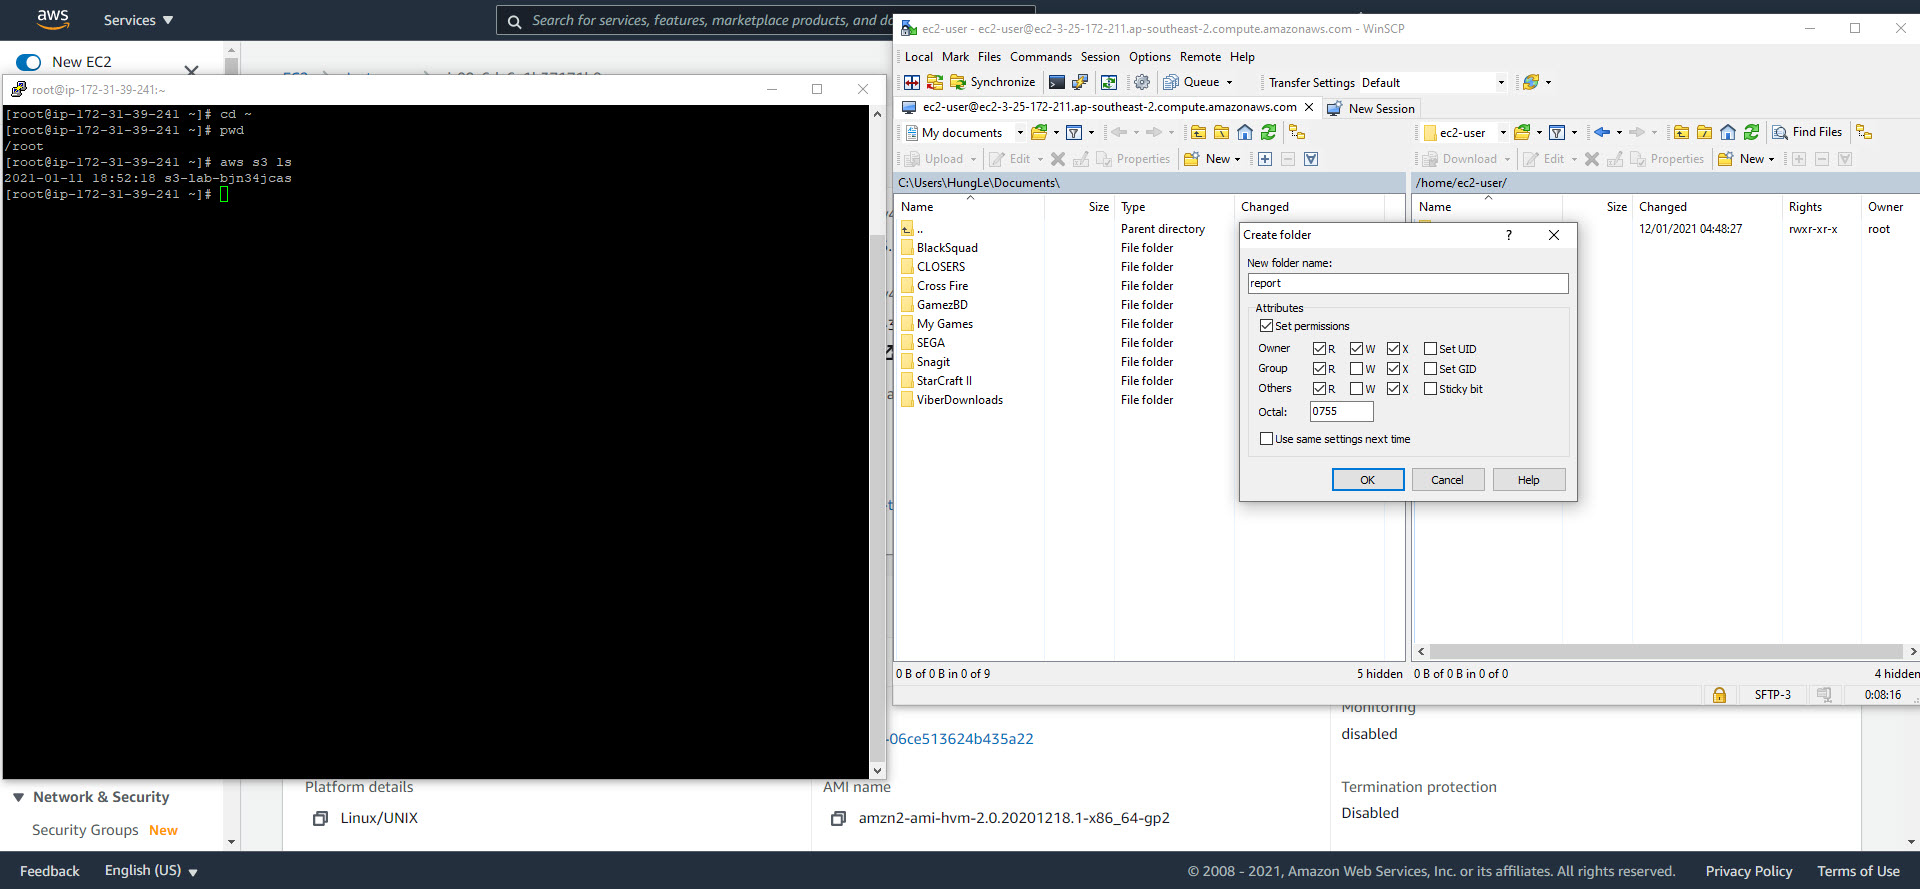 aws
Services
Search for services, features, marketplace products, and do
New EC2
root@ip-172-31-39-241:~
[root@ip-172-31-39-241 ~]# cd ~
[root@ip-172-31-39-241 ~]# pwd
/root
[root@ip-172-31-39-241 ~]# aws s3 ls
2021-01-11 18:52:18 s3-lab-bjn34jcas
[root@ip-172-31-39-241 ~]#
ec2-user - ec2-user@ec2-3-25-172-211.ap-southeast-2.compute.amazonaws.com - WinSCP
Local Mark Files Commands Session Options Remote Help
Synchronize Queue Transfer Settings Default
ec2-user@ec2-3-25-172-211.ap-southeast-2.compute.amazonaws.com New Session
My documents
Upload Edit Properties New
C:\Users\HungLe\Documents\
Name Size Type Changed
.. Parent directory
BlackSquad File folder
CLOSERS File folder
Cross Fire File folder
GamezBD File folder
My Games File folder
SEGA File folder
Snagit File folder
StarCraft II File folder
ViberDownloads File folder
0 B of 0 B in 0 of 9 5 hidden
ec2-user Find Files
Download Edit Properties New
/home/ec2-user/
Name Size Changed Rights Owner
12/01/2021 04:48:27 rwxr-xr-x root
0 B of 0 B in 0 of 0 4 hidden
SFTP-3 0:08:16
Create folder ?
New folder name:
report
Attributes
Set permissions
Owner R W X Set UID
Group R W X Set GID
Others R W X Sticky bit
Octal: 0755
Use same settings next time
OK Cancel Help
Monitoring
-06ce513624b435a22
disabled
Platform details
AMI name
Termination protection
Linux/UNIX
amzn2-ami-hvm-2.0.20201218.1-x86_64-gp2
Disabled
Network & Security
Security Groups New
Feedback English (US) © 2008 - 2021, Amazon Web Services, Inc. or its affiliates. All rights reserved. Privacy Policy Terms of Use